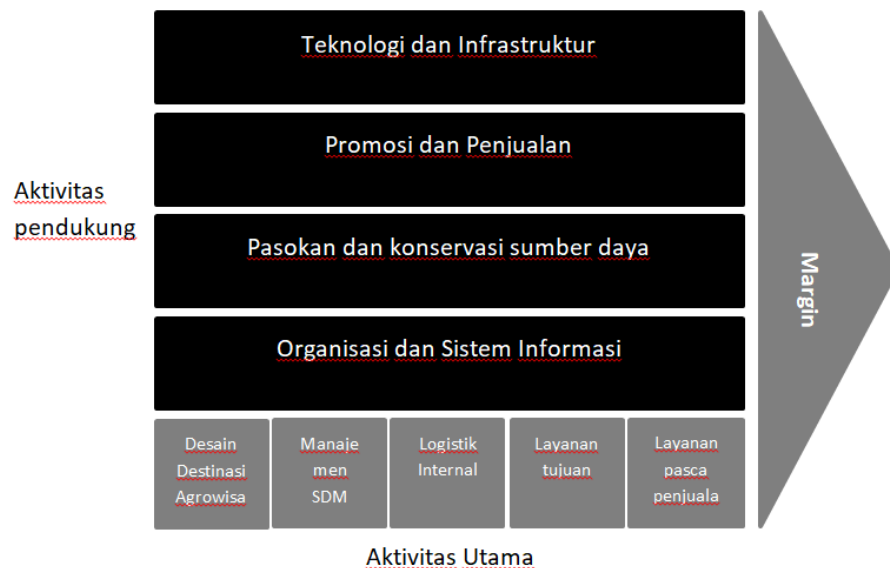 Teknologi dan Infrastruktur
Promosi dan Penjualan
Aktivitas
pendukung
Pasokan dan konservasi sumber daya
Margin
Organisasi dan Sistem Informasi
Desain
Destinasi
Agrowisa
Manaje
men
SDM
Logistik
Internal
Layanan
tujuan
Layanan
pasca
penjuala
Aktivitas Utama